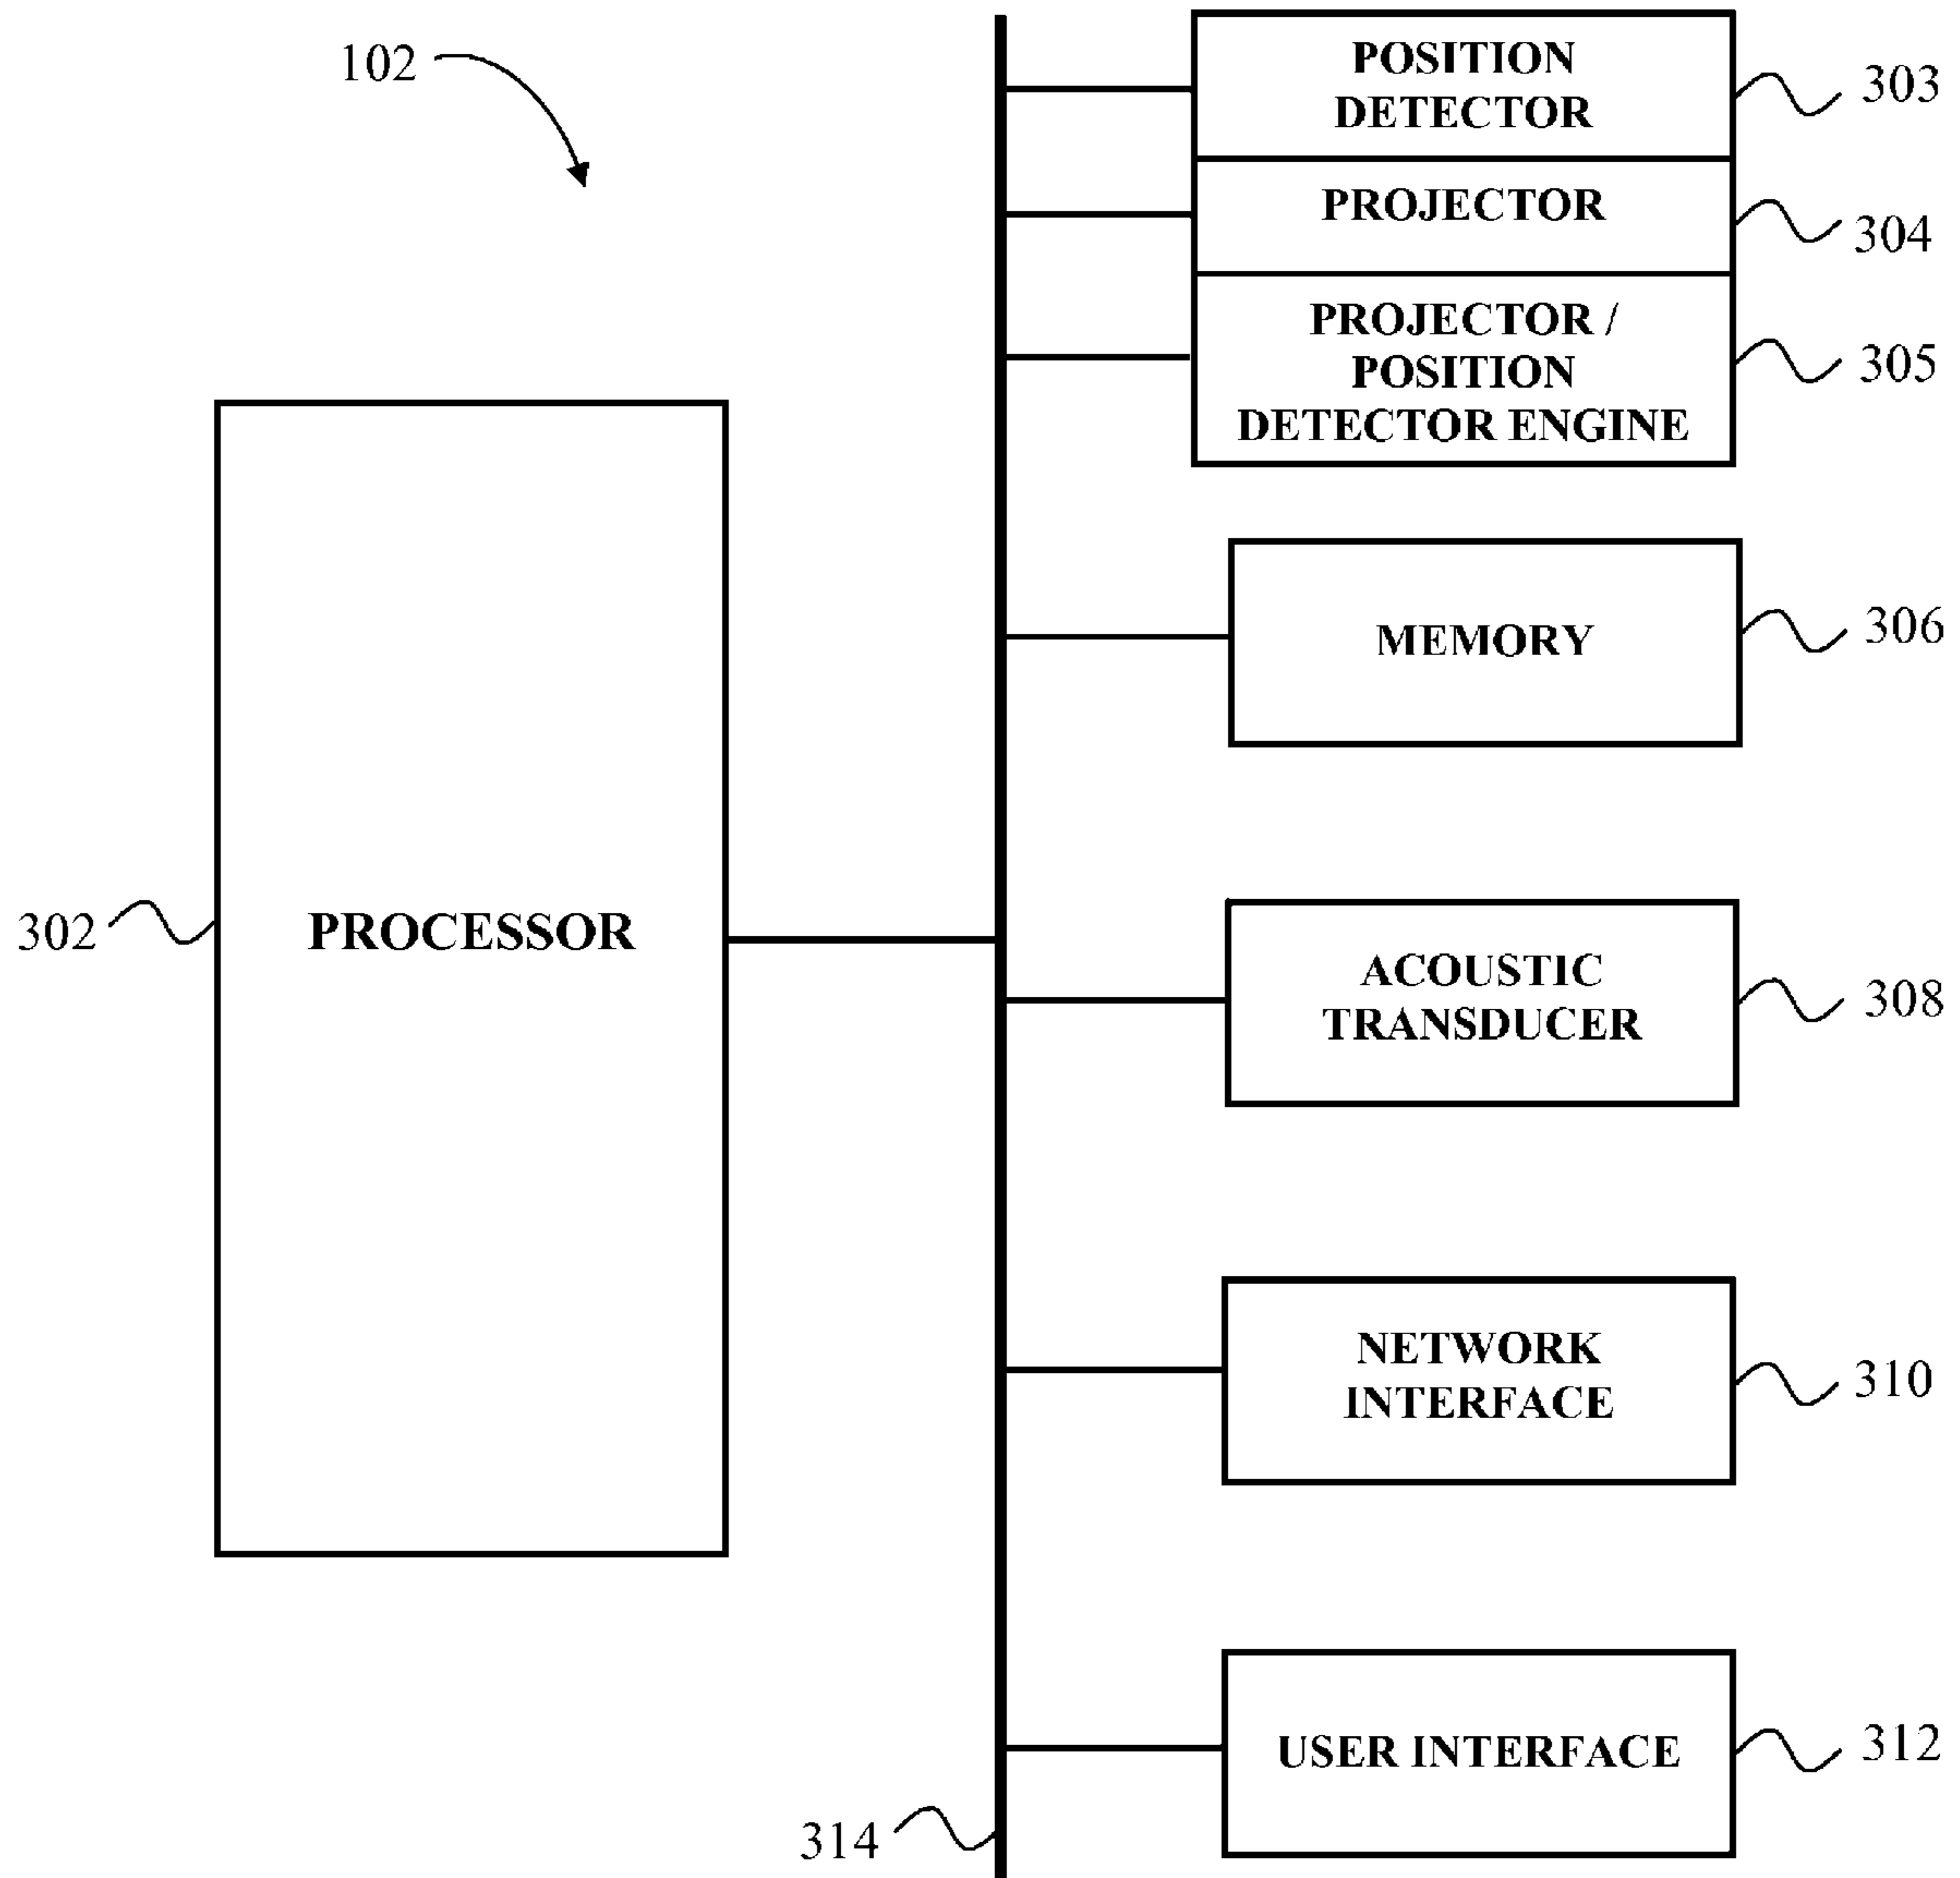 102
POSITION
DETECTOR
303
PROJECTOR
304
PROJECTOR /
POSITION
DETECTOR ENGINE
305
MEMORY
306
302
PROCESSOR
ACOUSTIC
TRANSDUCER
308
NETWORK
INTERFACE
310
USER INTERFACE
312
314